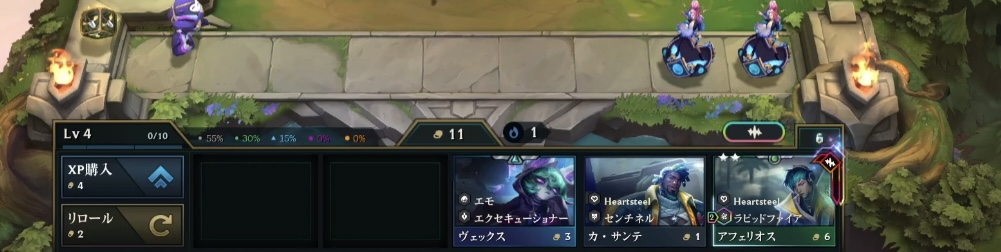 Lv 4
0/10
55%
30%
15%
0%
0%
11
1
6
XP購入
4
リロール
2
エモ
エクセキューショナー
ヴェックス
3
Heartsteel
センチネル
カ・サンテ
1
Heartsteel
2
ラピッドファイア
アフェリオス
6